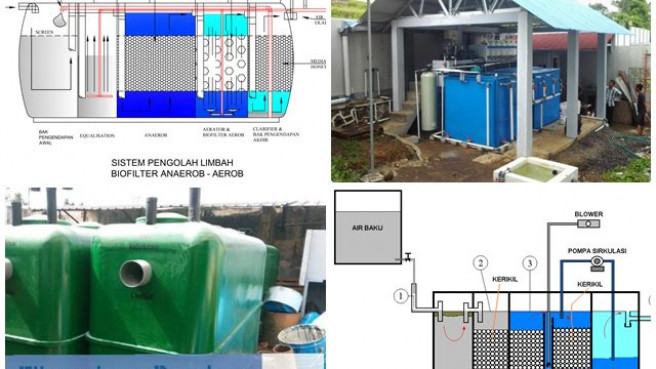 SCREEN
AIR
OLAH
MEDIA
BAK
PENGENDAPAN
AWAL
EQUALISATION
ANAEROB
AERATOR &
BIOFILTER AEROB
CLARIFIER &
BAK PENGENDAPAN
AKHIR
SISTEM PENGOLAH LIMBAH
BIOFILTER ANAEROB - AEROB
AIR BAKU
BLOWER
POMPA SIRKULASI
2
KERIKIL
3
KERIKIL
1